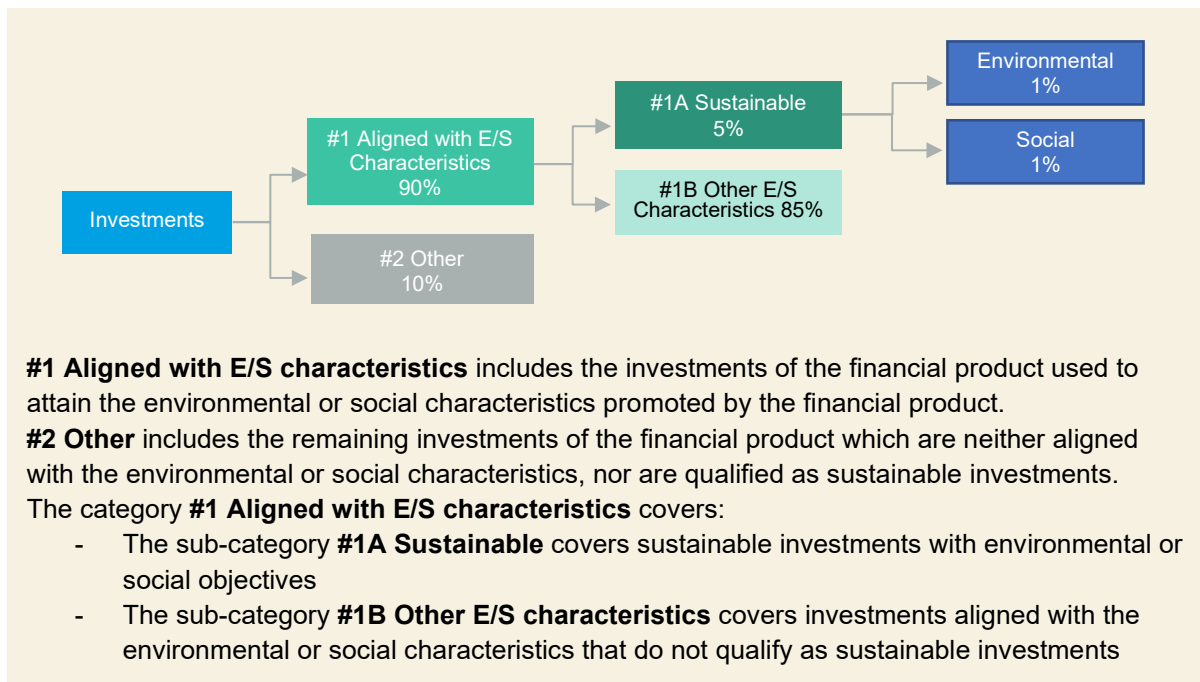 Investments
#1 Aligned with E/S
Characteristics
90%
#2 Other
10%
#1A Sustainable
5%
#1B Other E/S
Characteristics 85%
Environmental
1%
Social
1%
#1 Aligned with E/S characteristics includes the investments of the financial product used to
attain the environmental or social characteristics promoted by the financial product.
#2 Other includes the remaining investments of the financial product which are neither aligned
with the environmental or social characteristics, nor are qualified as sustainable investments.
The category #1 Aligned with E/S characteristics covers:
- The sub-category #1A Sustainable covers sustainable investments with environmental or
social objectives
- The sub-category #1B Other E/S characteristics covers investments aligned with the
environmental or social characteristics that do not qualify as sustainable investments